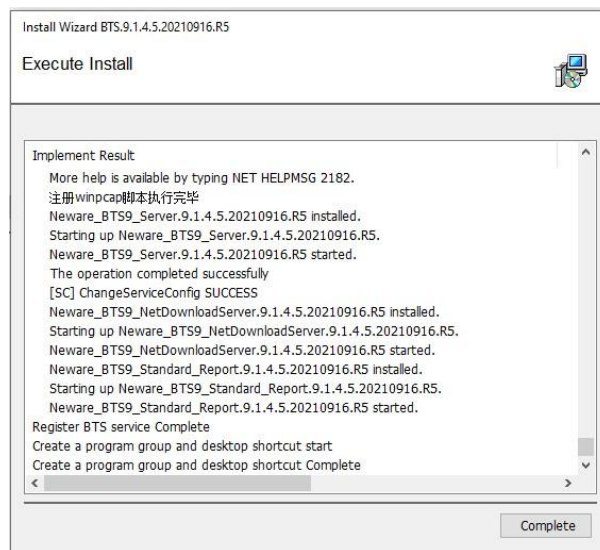 Install Wizard BTS.9.1.4.5.20210916.R5
Execute Install
Implement Result
More help is available by typing NET HELPMSG 2182.
注册winpcap脚本执行完毕
Neware_BTS9_Server.9.1.4.5.20210916.R5 installed.
Starting up Neware_BTS9_Server.9.1.4.5.20210916.R5.
Neware_BTS9_Server.9.1.4.5.20210916.R5 started.
The operation completed successfully
[SC] ChangeServiceConfig SUCCESS
Neware_BTS9_NetDownloadServer.9.1.4.5.20210916.R5 installed.
Starting up Neware_BTS9_NetDownloadServer.9.1.4.5.20210916.R5.
Neware_BTS9_NetDownloadServer.9.1.4.5.20210916.R5 started.
Neware_BTS9_Standard_Report.9.1.4.5.20210916.R5 installed.
Starting up Neware_BTS9_Standard_Report.9.1.4.5.20210916.R5.
Neware_BTS9_Standard_Report.9.1.4.5.20210916.R5 started.
Register BTS service Complete
Create a program group and desktop shortcut start
Create a program group and desktop shortcut Complete
Complete